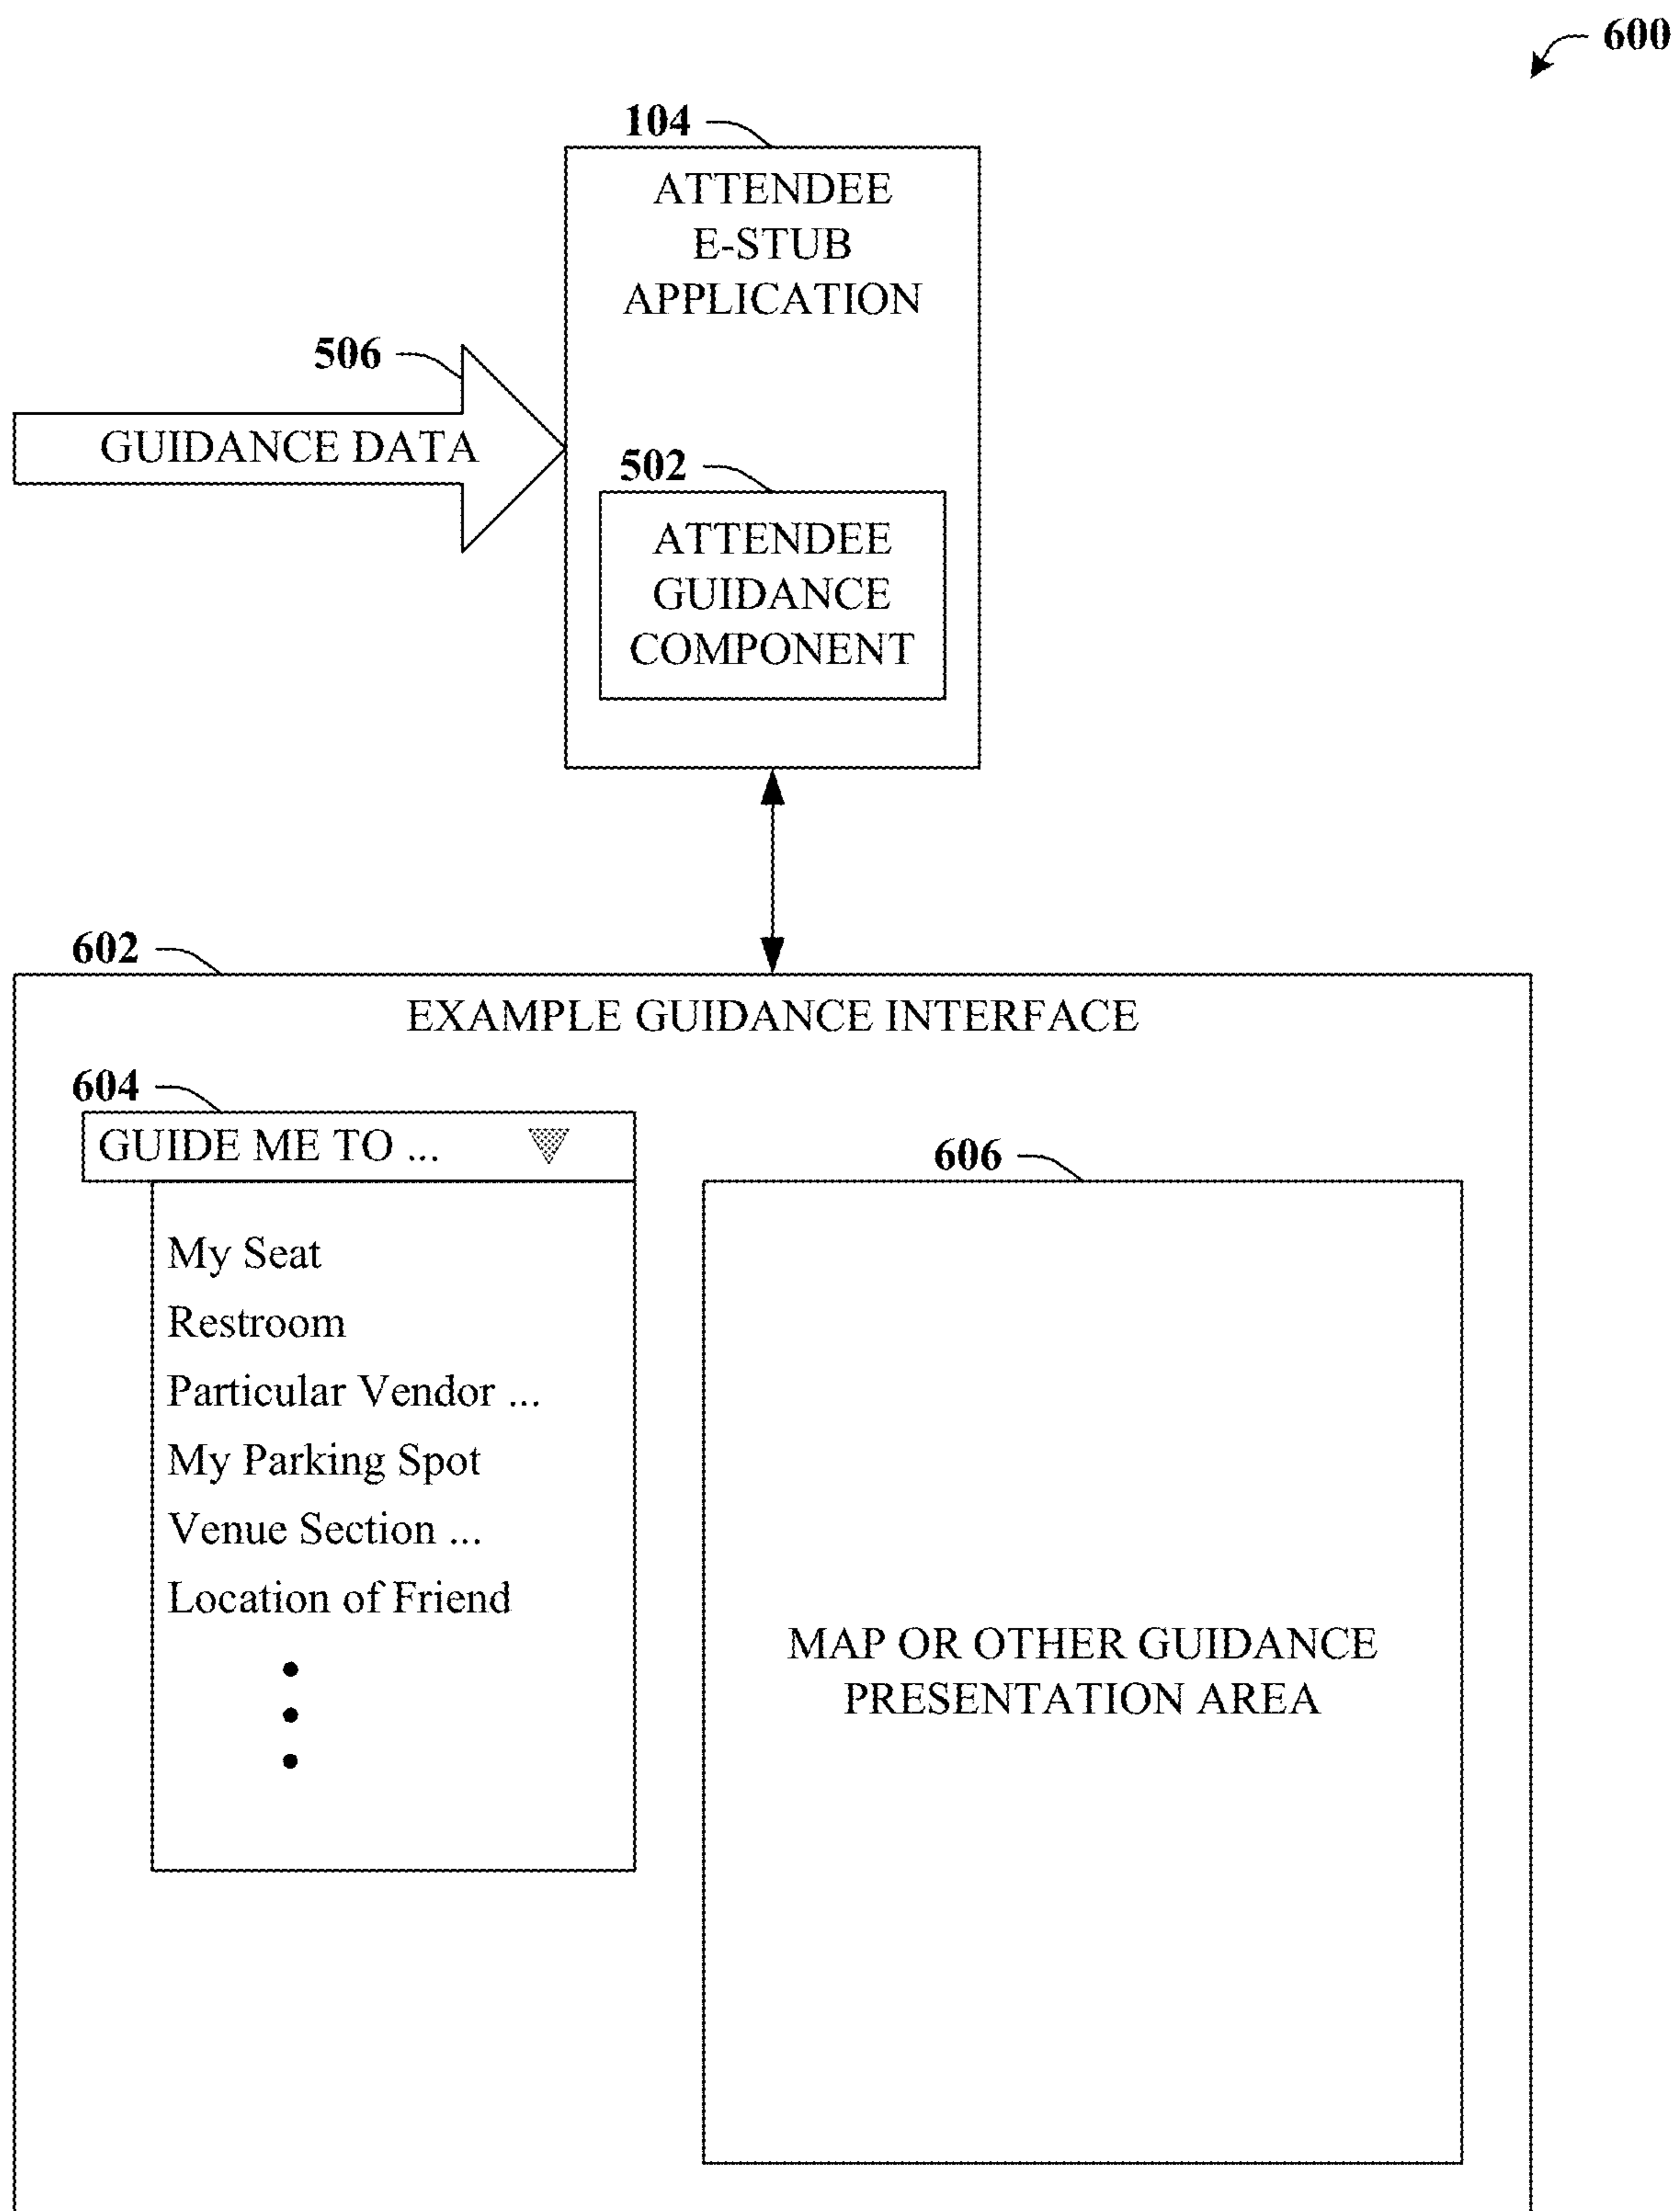 600
104
ATTENDEE
E-STUB
APPLICATION
506
GUIDANCE DATA
502
ATTENDEE
GUIDANCE
COMPONENT
602
EXAMPLE GUIDANCE INTERFACE
604
GUIDE ME TO ...
606
My Seat
Restroom
Particular Vendor ...
My Parking Spot
Venue Section ...
Location of Friend
MAP OR OTHER GUIDANCE
PRESENTATION AREA